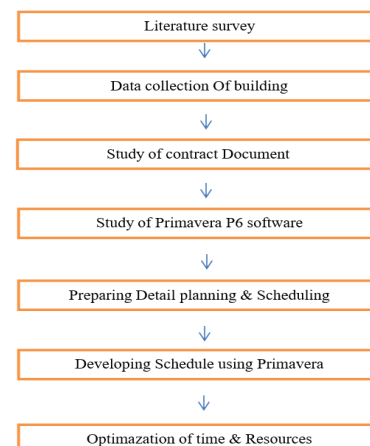 Literature survey
Data collection Of building
Study of contract Document
Study of Primavera P6 software
Preparing Detail planning & Scheduling
Developing Schedule using Primavera
Optimazation of time & Resources